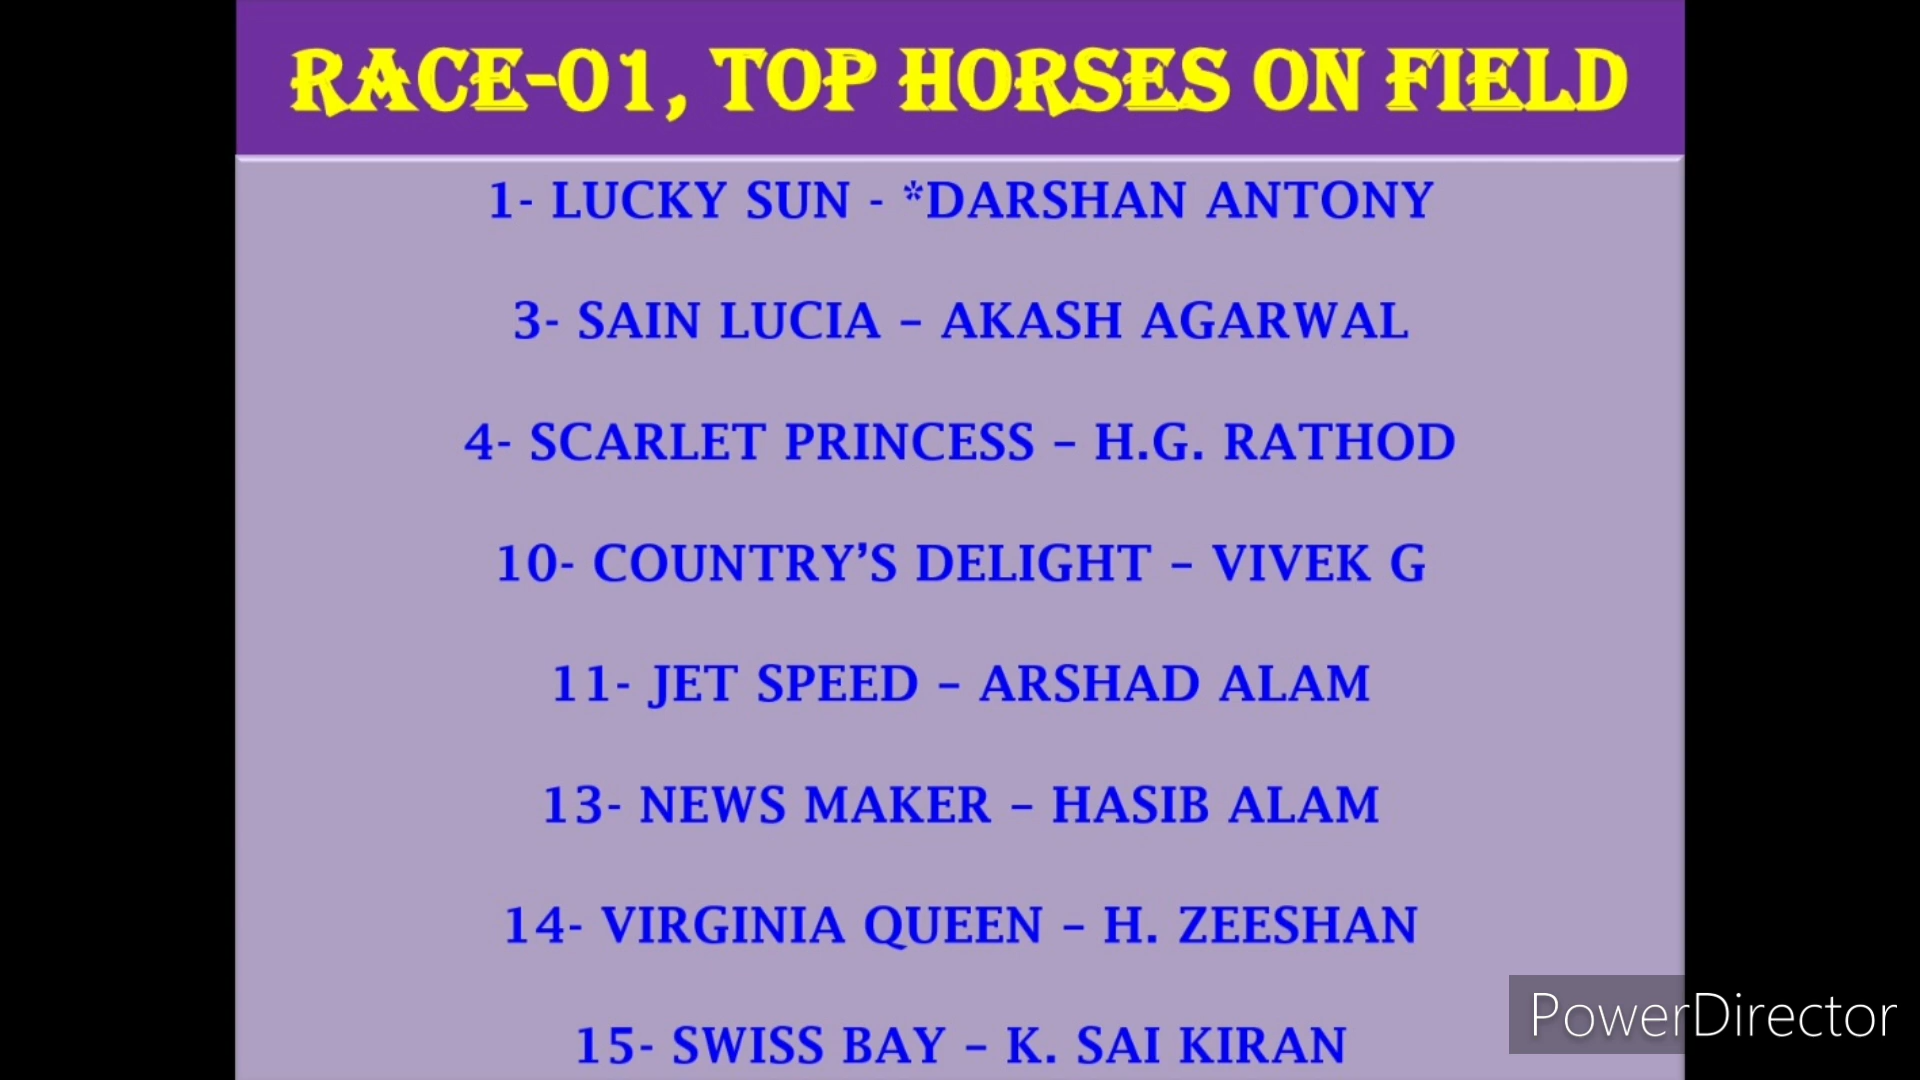 RACE-01, TOP HORSES ON FIELD
1- LUCKY SUN - *DARSHAN ANTONY
3- SAIN LUCIA – AKASH AGARWAL
4- SCARLET PRINCESS – H.G. RATHOD
10- COUNTRY’S DELIGHT – VIVEK G
11- JET SPEED – ARSHAD ALAM
13- NEWS MAKER – HASIB ALAM
14- VIRGINIA QUEEN – H. ZEESHAN
15- SWISS BAY – K. SAI KIRAN
PowerDirector